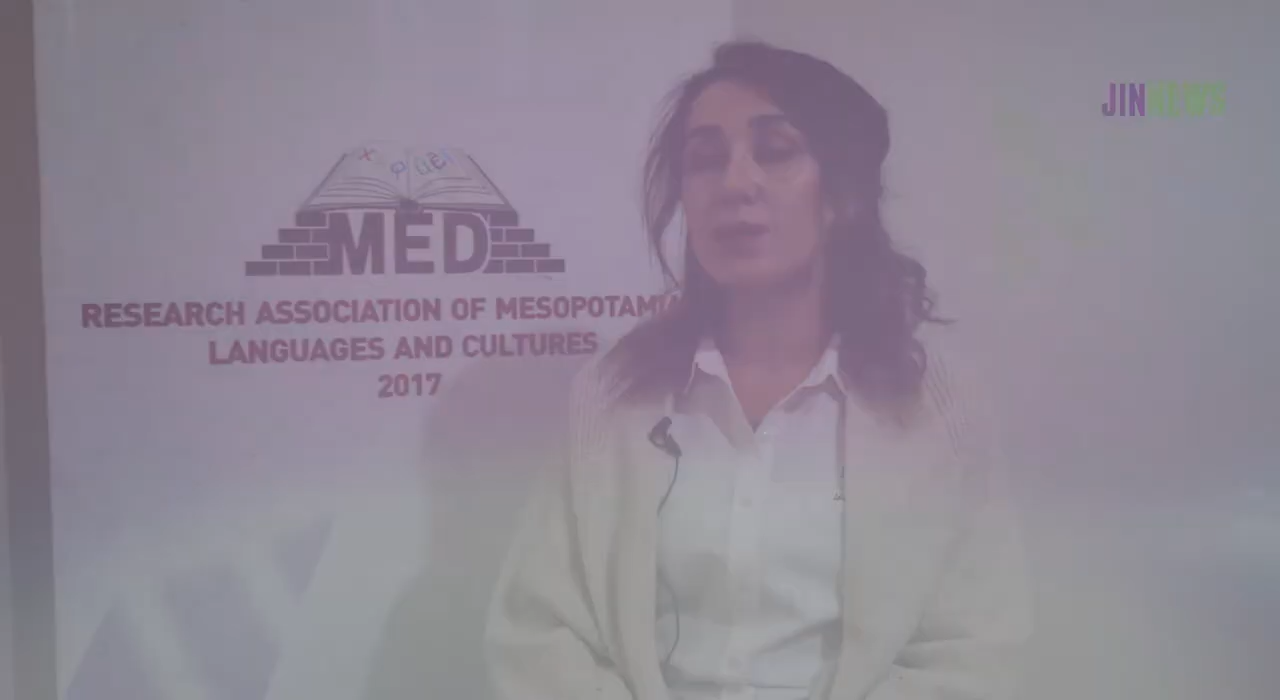 JINNEWS
MED
RESEARCH ASSOCIATION OF MESOPOTAMIA
LANGUAGES AND CULTURES
2017